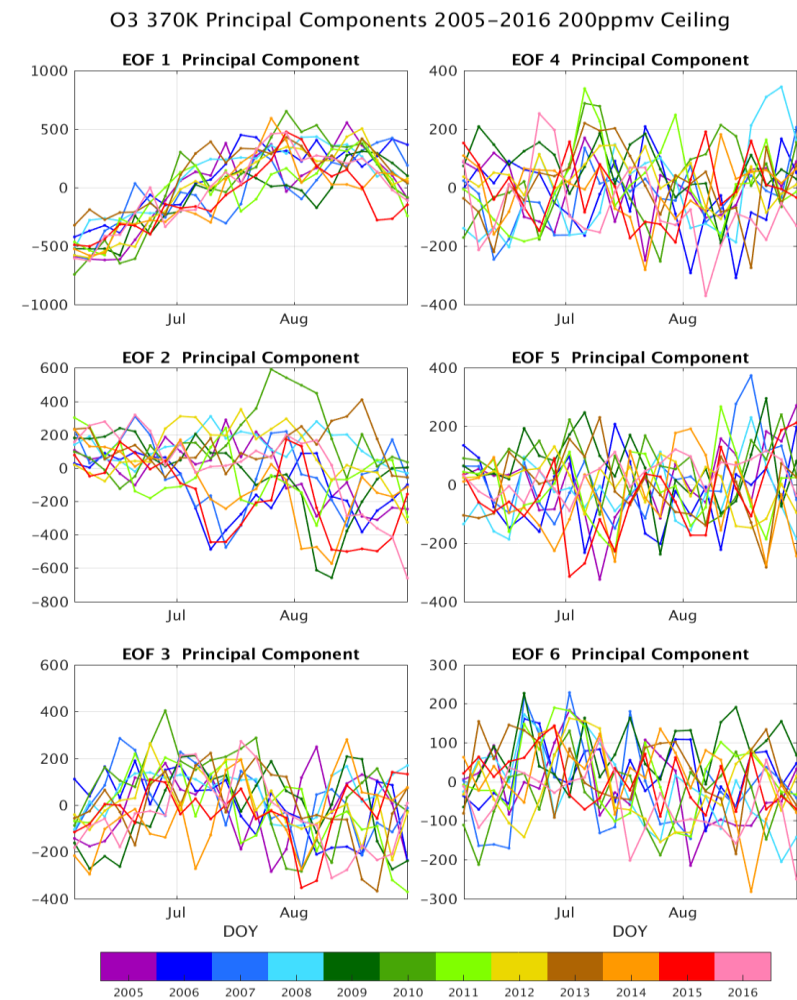 O3 370K Principal Components 2005-2016 200ppmv Ceiling
EOF 1 Principal Component
1000
500
0
-500
-1000
Jul
Aug
EOF 4 Principal Component
400
200
0
-200
-400
Jul
Aug
EOF 2 Principal Component
600
400
200
0
-200
-400
-600
-800
Jul
Aug
EOF 5 Principal Component
400
200
0
-200
-400
Jul
Aug
EOF 3 Principal Component
600
400
200
0
-200
-400
Jul
Aug
DOY
EOF 6 Principal Component
300
200
100
0
-100
-200
-300
Jul
Aug
DOY
2005 2006 2007 2008 2009 2010 2011 2012 2013 2014 2015 2016